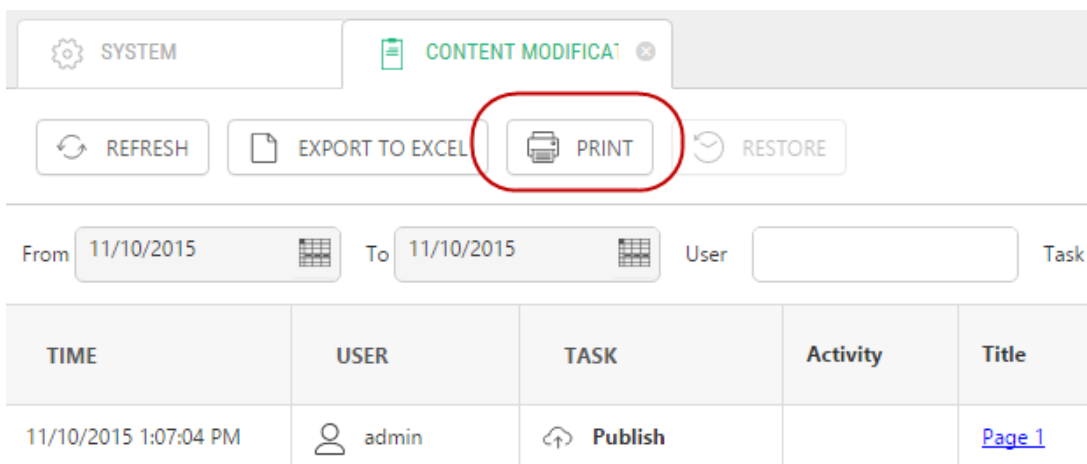 SYSTEM CONTENT MODIFICAT
REFRESH EXPORT TO EXCEL PRINT RESTORE
From 11/10/2015 To 11/10/2015 User Task
TIME USER TASK Activity Title
11/10/2015 1:07:04 PM admin Publish Page 1